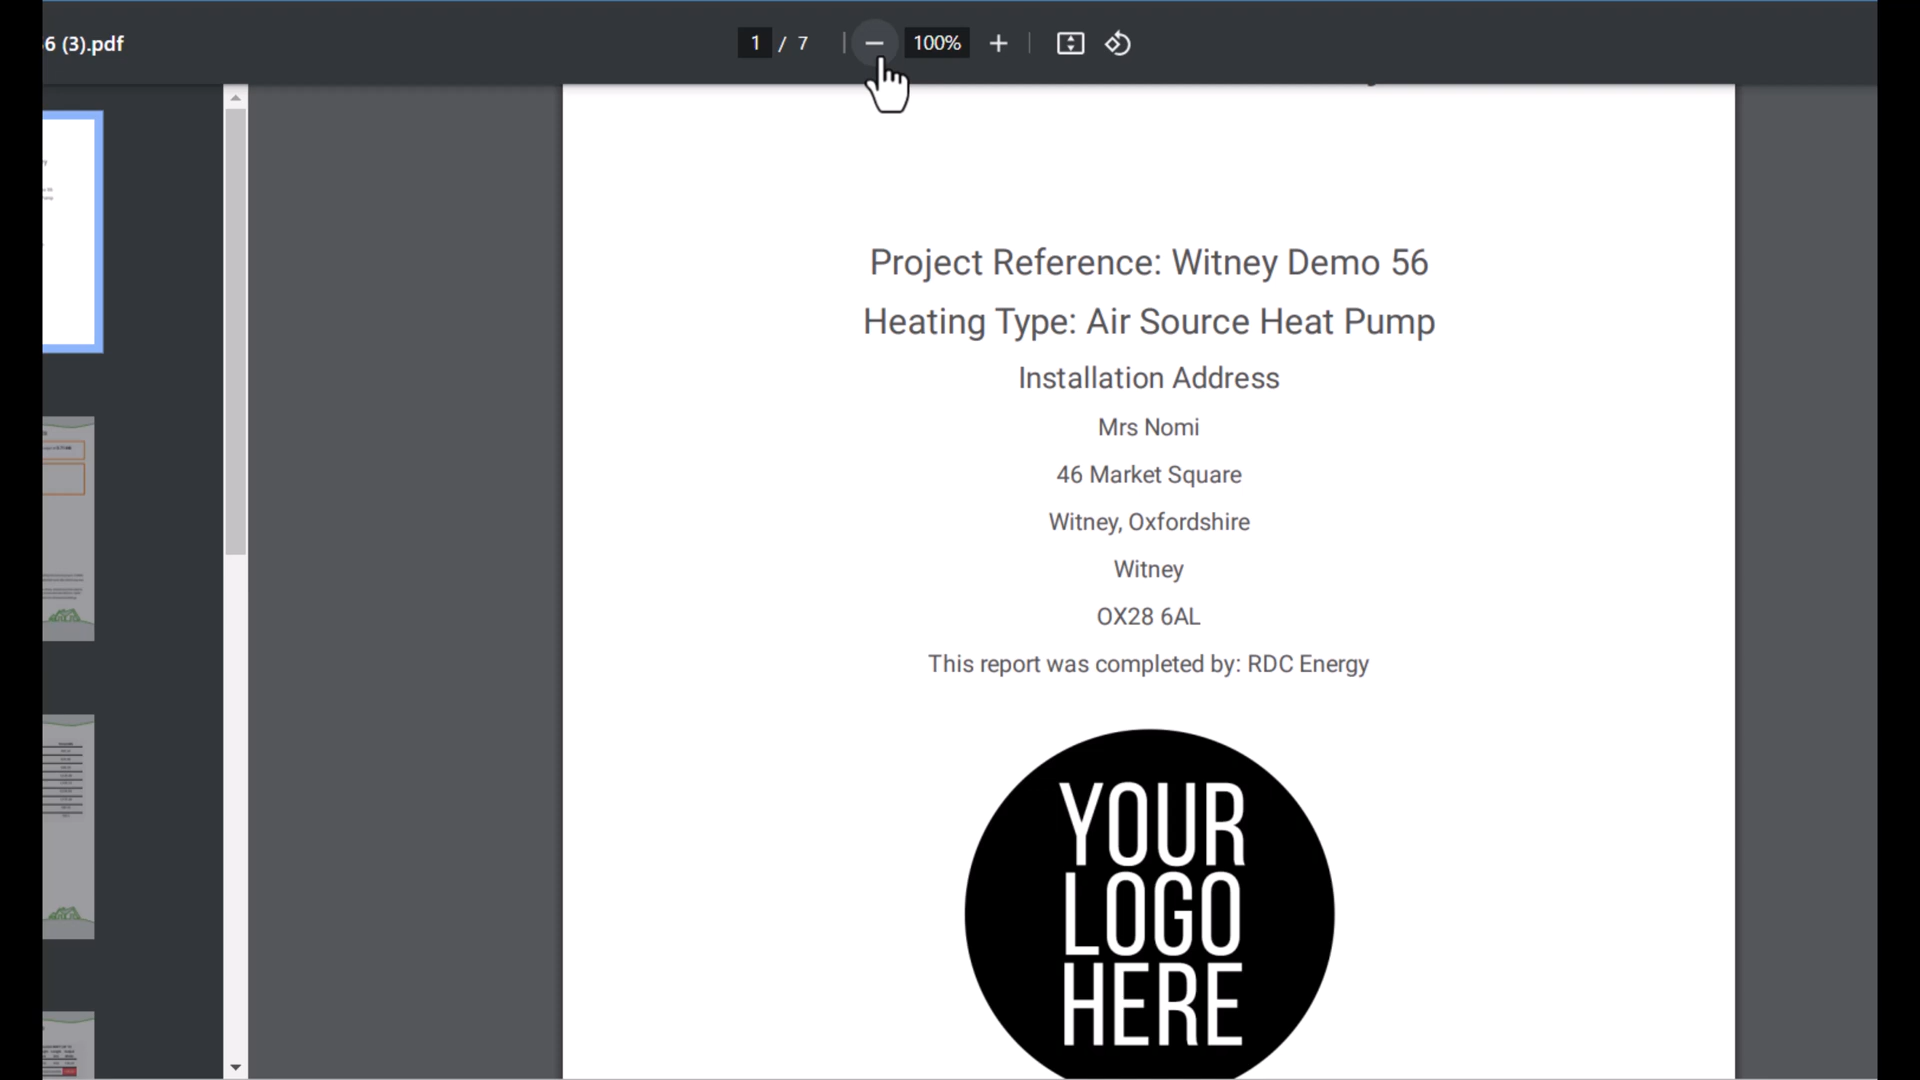 6 (3).pdf
1 / 7
100%
Project Reference: Witney Demo 56
Heating Type: Air Source Heat Pump
Installation Address
Mrs Nomi
46 Market Square
Witney, Oxfordshire
Witney
OX28 6AL
This report was completed by: RDC Energy
YOUR
LOGO
HERE